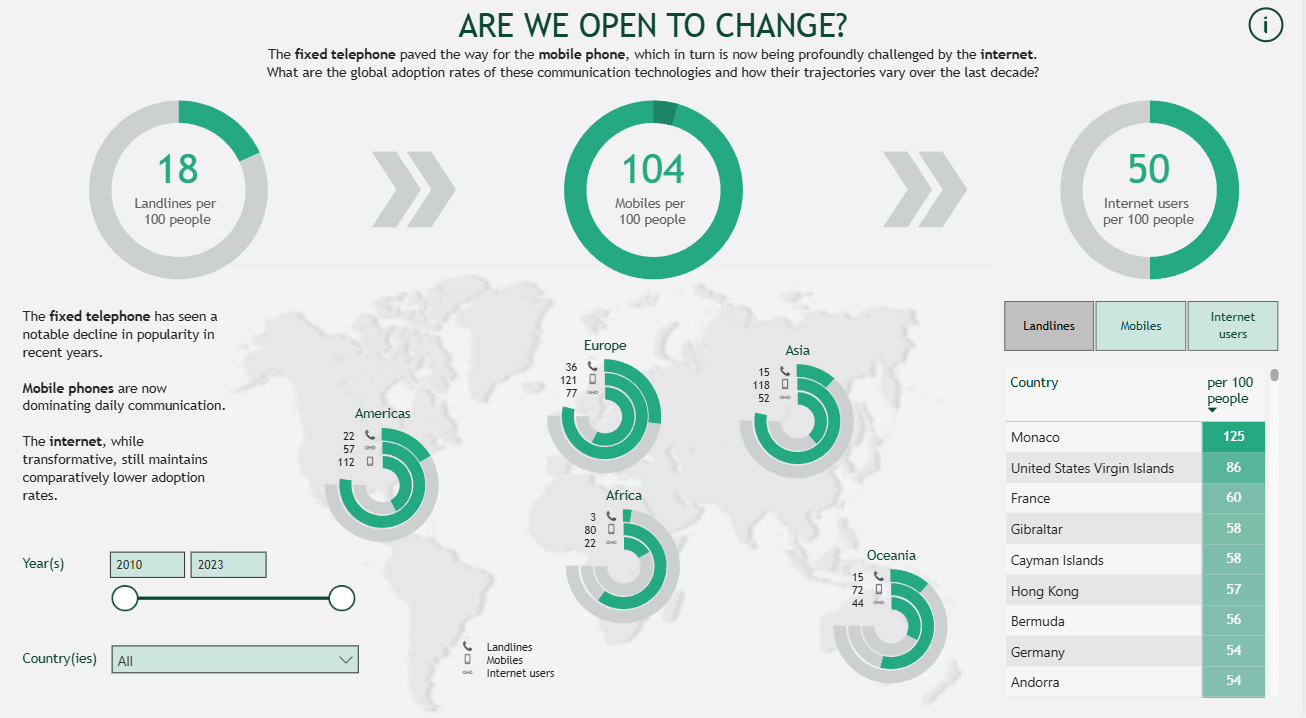 ARE WE OPEN TO CHANGE?
i
The fixed telephone paved the way for the mobile phone, which in turn is now being profoundly challenged by the internet.
What are the global adoption rates of these communication technologies and how their trajectories vary over the last decade?
18
Landlines per
100 people
104
Mobiles per
100 people
50
Internet users
per 100 people
The fixed telephone has seen a
notable decline in popularity in
recent years.
Mobile phones are now
dominating daily communication.
The internet, while
transformative, still maintains
comparatively lower adoption
rates.
Year(s)
2010
2023
Country(ies)
All
Americas
22
57
112
Europe
36
121
77
Asia
15
118
52
Africa
3
80
22
Oceania
15
72
44
Landlines
Mobiles
Internet users
Landlines
Mobiles
Internet
users
Country
per 100
people
Monaco 125
United States Virgin Islands 86
France 60
Gibraltar 58
Cayman Islands 58
Hong Kong 57
Bermuda 56
Germany 54
Andorra 54